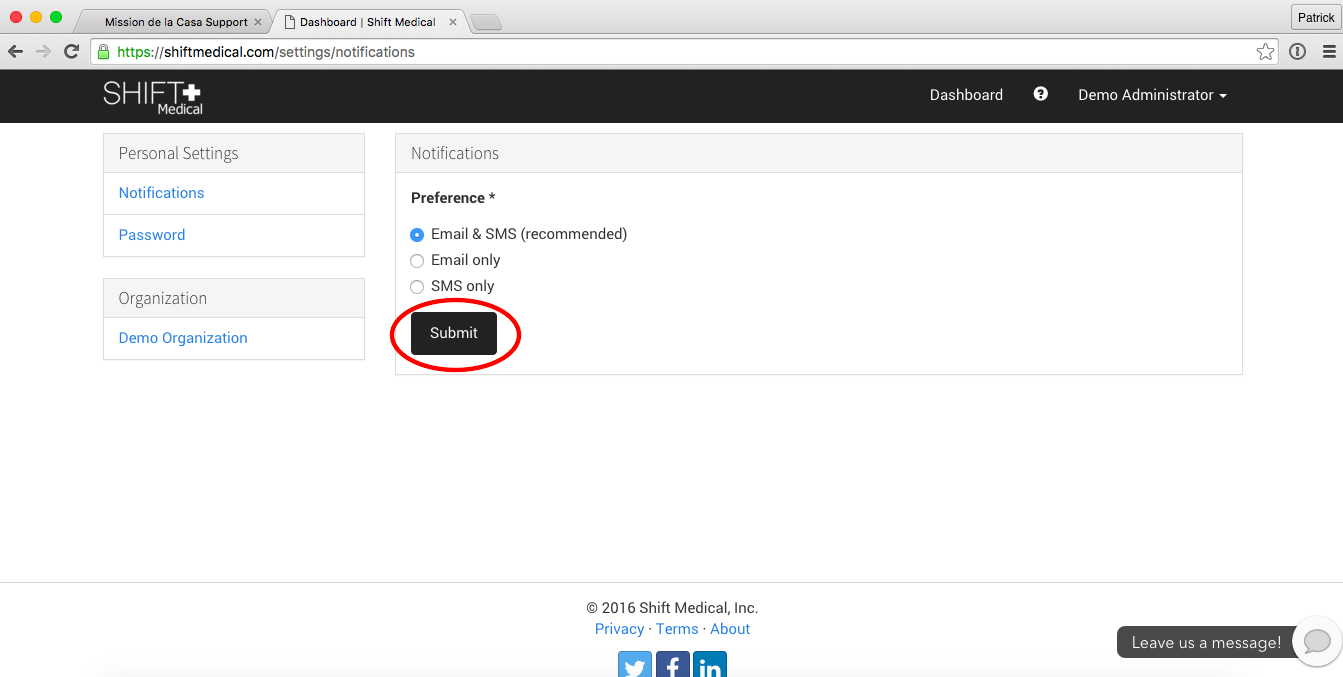 Mission de la Casa Support
Dashboard | Shift Medical
Patrick
https://shiftmedical.com/settings/notifications
SHIFT
Medical
Dashboard
?
Demo Administrator
Personal Settings
Notifications
Password
Organization
Demo Organization
Notifications
Preference *
Email & SMS (recommended)
Email only
SMS only
Submit
© 2016 Shift Medical, Inc.
Privacy · Terms · About
Leave us a message!
f
in